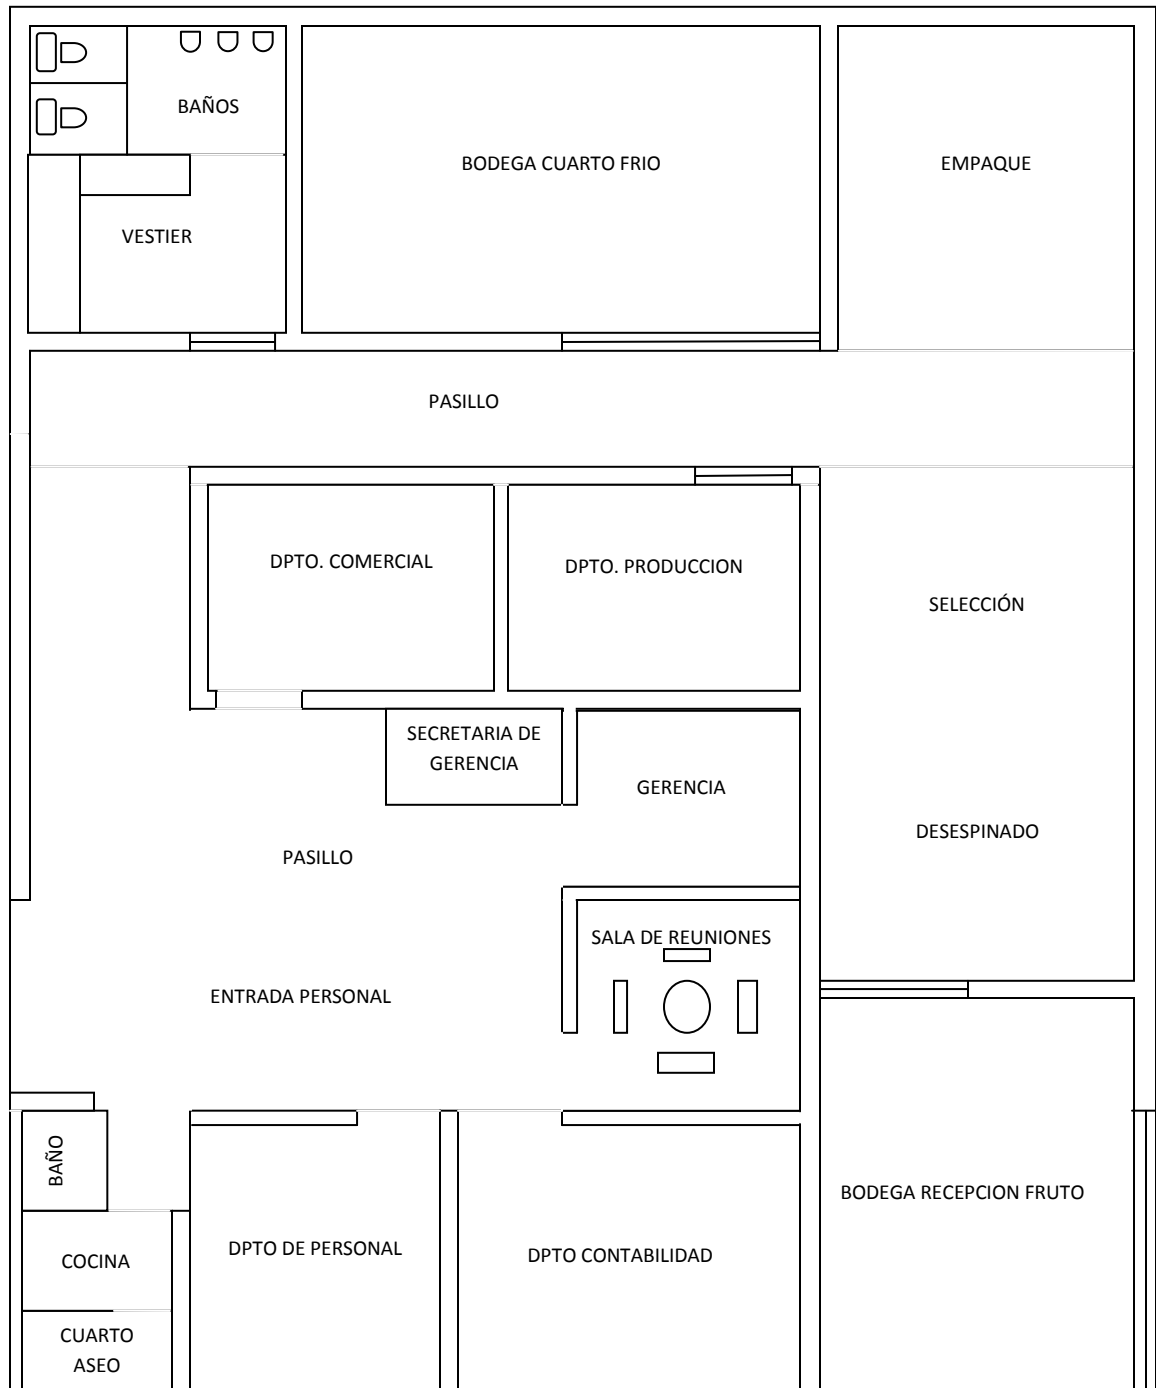 BAÑOS
BODEGA CUARTO FRIO
EMPAQUE
VESTIER
PASILLO
DPTO. COMERCIAL
DPTO. PRODUCCION
SELECCIÓN
SECRETARIA DE
GERENCIA
GERENCIA
DESESPINADO
PASILLO
SALA DE REUNIONES
ENTRADA PERSONAL
BAÑO
BODEGA RECEPCION FRUTO
COCINA
DPTO DE PERSONAL
DPTO CONTABILIDAD
CUARTO
ASEO